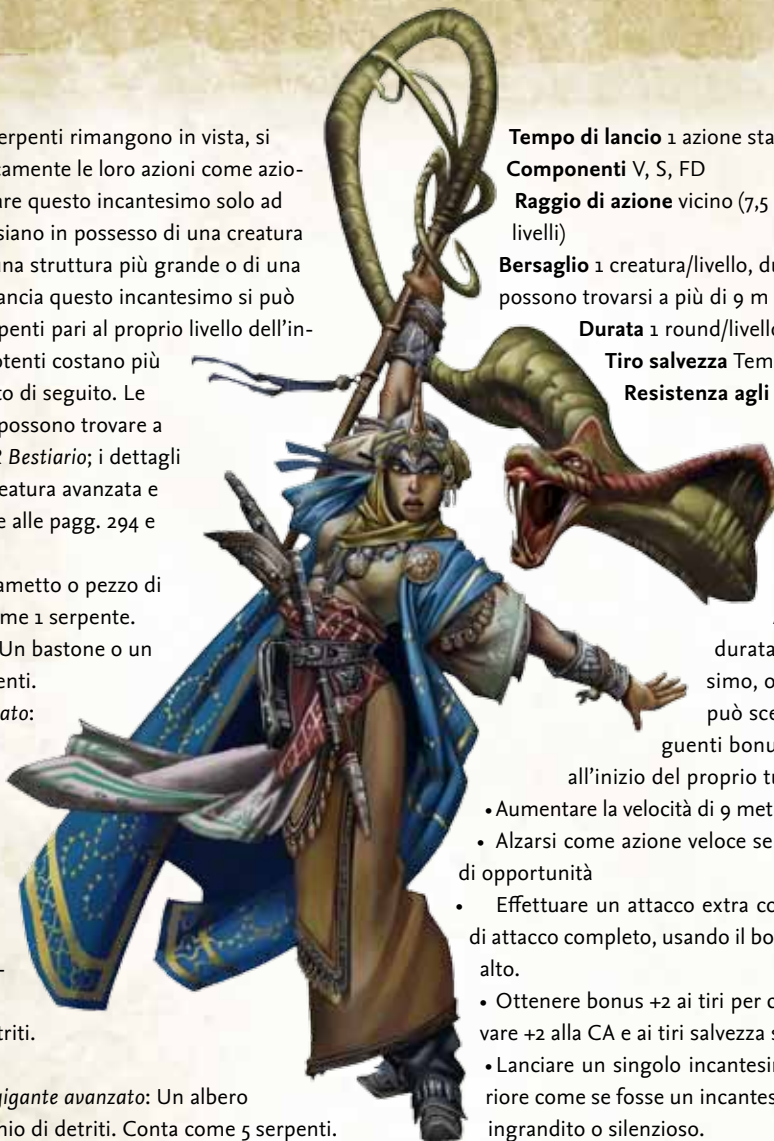 erpenti rimangono in vista, si
camente le loro azioni come azio-
are questo incantesimo solo ad
siano in possesso di una creatura
una struttura più grande o di una
ancia questo incantesimo si può
penti pari al proprio livello dell'in-
otenti costano più
to di seguito. Le
possono trovare a
Bestiario; i dettagli
eatura avanzata e
e alle pagg. 294 e
ametto o pezzo di
me 1 serpente.
Un bastone o un
enti.
ato:
triti.
gigante avanzato: Un albero
hio di detriti. Conta come 5 serpenti.
Tempo di lancio 1 azione sta
Componenti V, S, FD
Raggio di azione vicino (7,5
livelli)
Bersaglio 1 creatura/livello, du
possono trovarsi a più di 9 m
Durata 1 round/livello
Tiro salvezza Tem
Resistenza agli
durata
simo, o
può sce
guenti bonu
all'inizio del proprio tu
• Aumentare la velocità di 9 met
• Alzarsi come azione veloce se
di opportunità
• Effettuare un attacco extra co
di attacco completo, usando il bo
alto.
• Ottenere bonus +2 ai tiri per c
vare +2 alla CA e ai tiri salvezza s
• Lanciare un singolo incantesi
riore come se fosse un incantes
ingrandito o silenzioso.